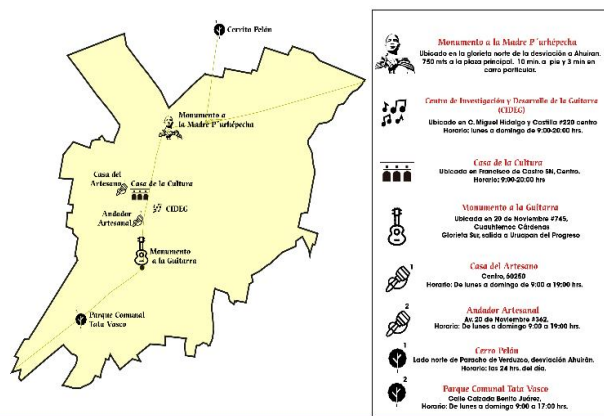 Cerrito Pelón
Monumento a
la Madre P´urhépecha
Casa del
Artesano
Casa de la Cultura
CIDEG
Andador
Artesanal
Monumento
a la Guitarra
Parque Comunal
Tata Vasco
Monumento a la Madre P´urhépecha
Ubicado en la glorieta norte de la desviación a Ahuiran.
750 mts a la plaza principal. 10 min. a pie y 3 min en
carro particular.
Centro de Investigación y Desarrollo de la Guitarra
(CIDEG)
Ubicado en C. Miguel Hidalgo y Castilla #220 centro
Horario: lunes a domingo de 9:00-20:00 hrs.
Casa de la Cultura
Ubicada en Francisco de Castro SN, Centro.
Horario: 9:00-20:00 hrs
Monumento a la Guitarra
Ubicada en 20 de Noviembre #745,
Cuauhtemoc Cárdenas
Glorieta Sur, salida a Uruapan del Progreso
1
Casa del Artesano
Centro, 60250
Horario: De lunes a domingo de 9:00 a 19:00 hrs.
2
Andador Artesanal
Av. 20 de Noviembre #362.
Horario: De lunes a domingo 9:00 a 19:00 hrs.
1
Cerro Pelón
Lado norte de Paracho de Verduzco, desviación Ahuirán.
Horario: las 24 hrs. del día.
2
Parque Comunal Tata Vasco
Calle Calzada Benito Juárez,
Horario: De lunes a domingo 9:00 a 17:00 hrs.